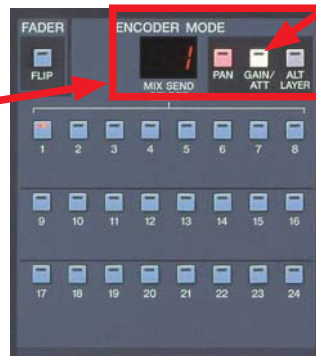 FADER
ENCODER MODE
1
FLIP
MIX SEND
PAN
GAIN/
ATT
ALT
LAYER
1 2 3 4 5 6 7 8
9 10 11 12 13 14 15 16
17 18 19 20 21 22 23 24